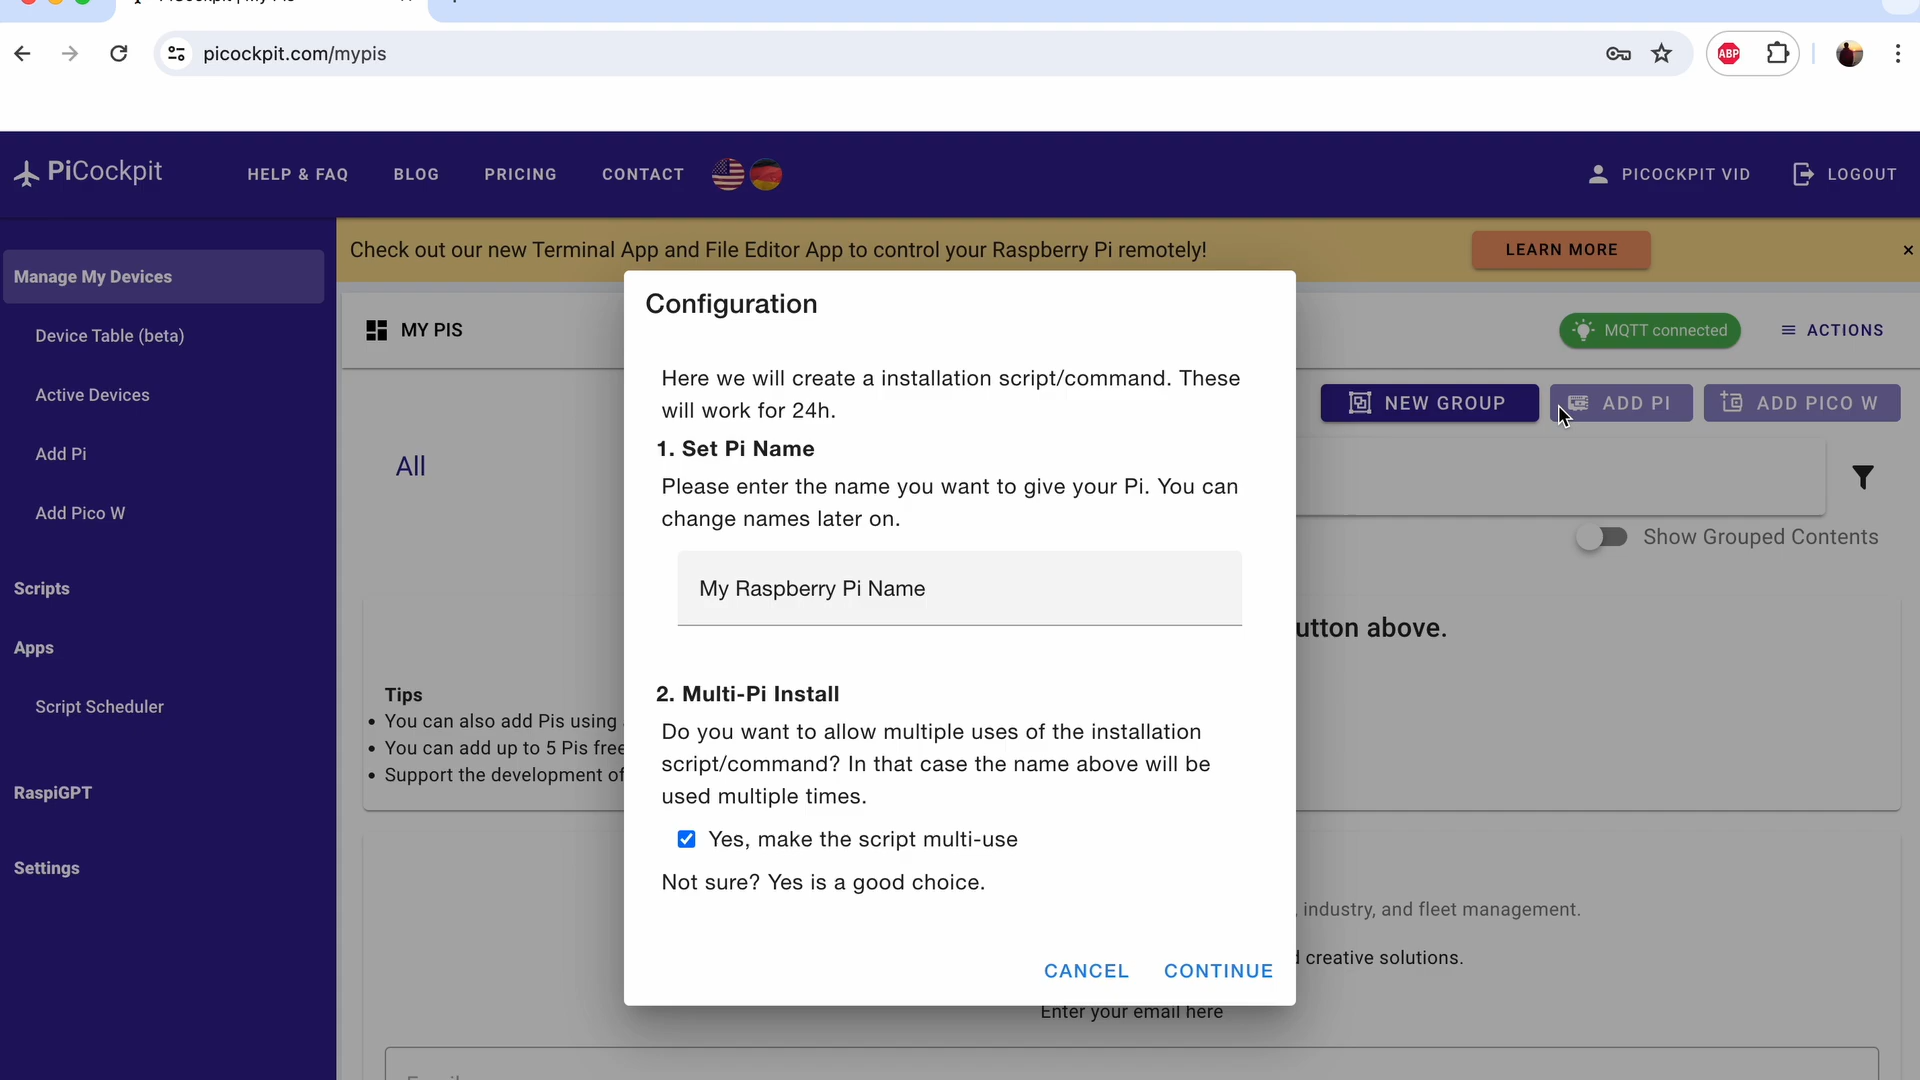 picockpit.com/mypis
ABP
PiCockpit
HELP & FAQ
BLOG
PRICING
CONTACT
PICOCKPIT VID
LOGOUT
Manage My Devices
Device Table (beta)
Active Devices
Add Pi
Add Pico W
Scripts
Apps
Script Scheduler
RaspiGPT
Settings
Check out our new Terminal App and File Editor App to control your Raspberry Pi remotely!
LEARN MORE
MY PIS
MQTT connected
ACTIONS
NEW GROUP
ADD PI
ADD PICO W
All
Show Grouped Contents
utton above.
Tips
• You can also add Pis using
• You can add up to 5 Pis free
• Support the development of
, industry, and fleet management.
creative solutions.
Enter your email here
Configuration
Here we will create a installation script/command. These
will work for 24h.
1. Set Pi Name
Please enter the name you want to give your Pi. You can
change names later on.
My Raspberry Pi Name
2. Multi-Pi Install
Do you want to allow multiple uses of the installation
script/command? In that case the name above will be
used multiple times.
Yes, make the script multi-use
Not sure? Yes is a good choice.
CANCEL
CONTINUE